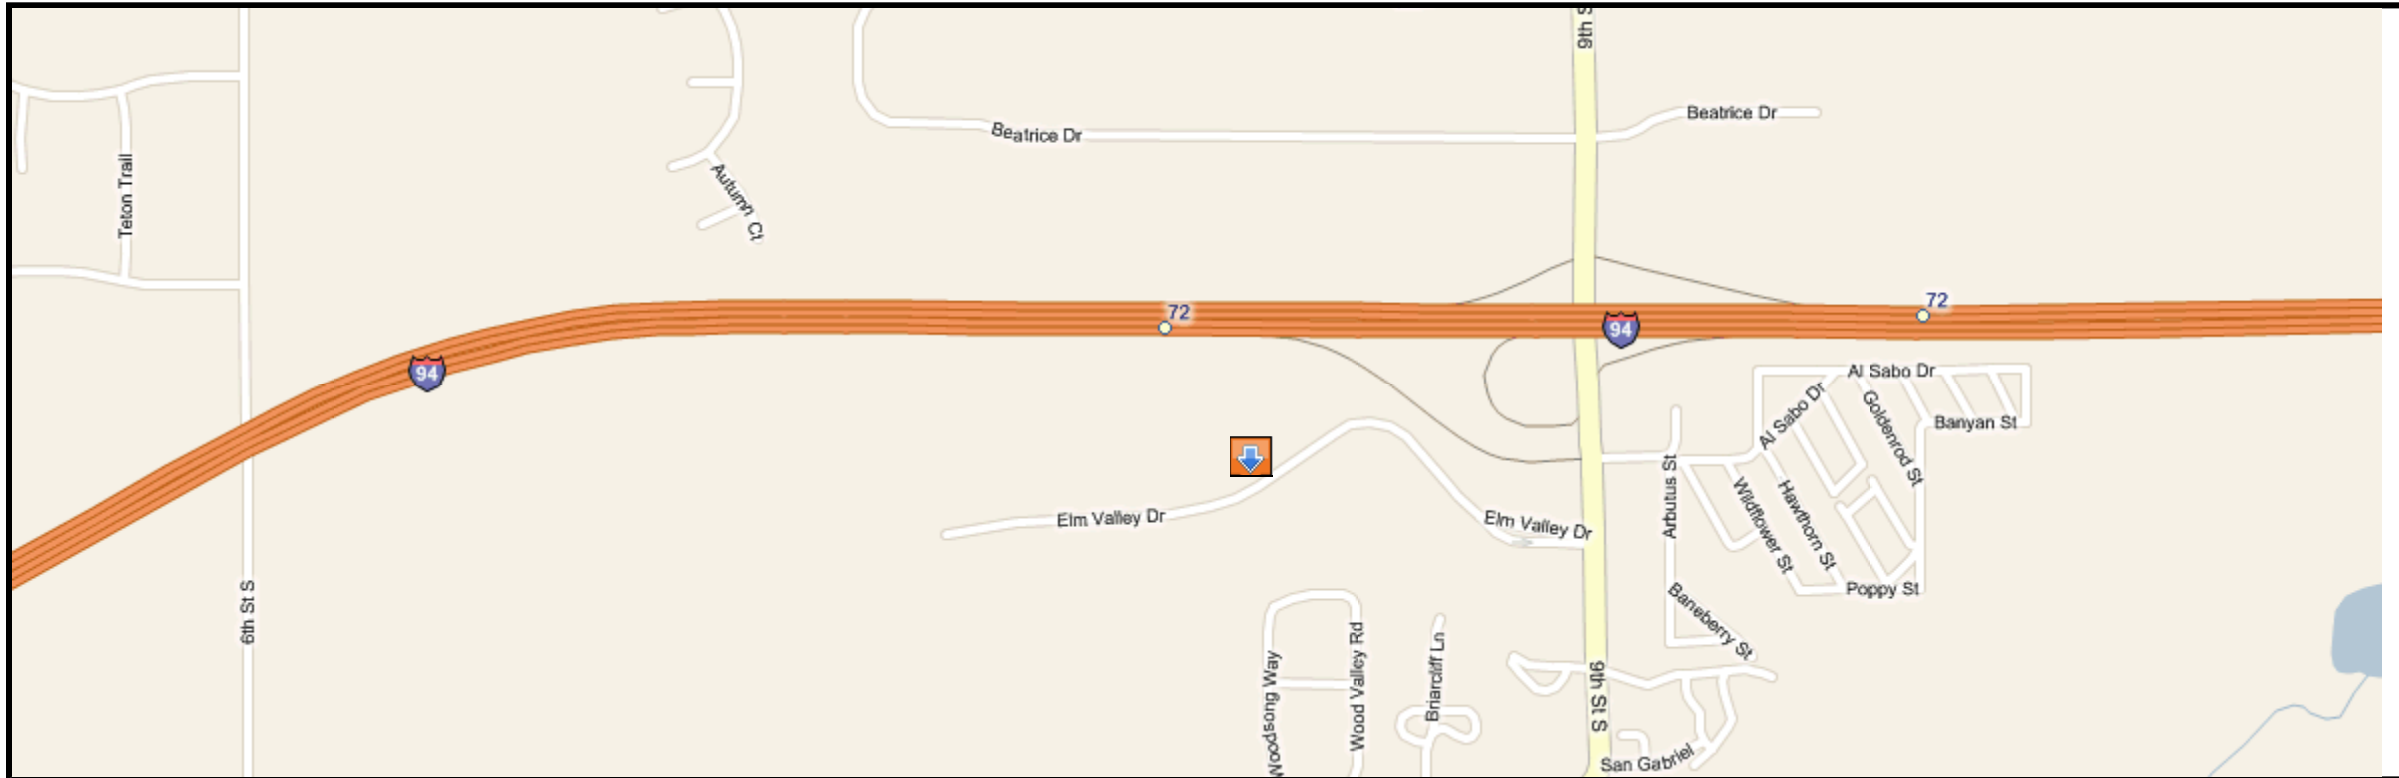 9th S
Beatrice Dr
Beatrice Dr
Teton Trail
Autumn Ct
72
72
94
94
Al Sabo Dr
Al Sabo Dr
Goldenrod St
Banyan St
Elm Valley Dr
Elm Valley Dr
Arbutus St
Wildflower St
Hawthorn St
Poppy St
6th St S
Baneberry St
Woodsong Way
Wood Valley Rd
Briarcliff Ln
9th St S
San Gabriel